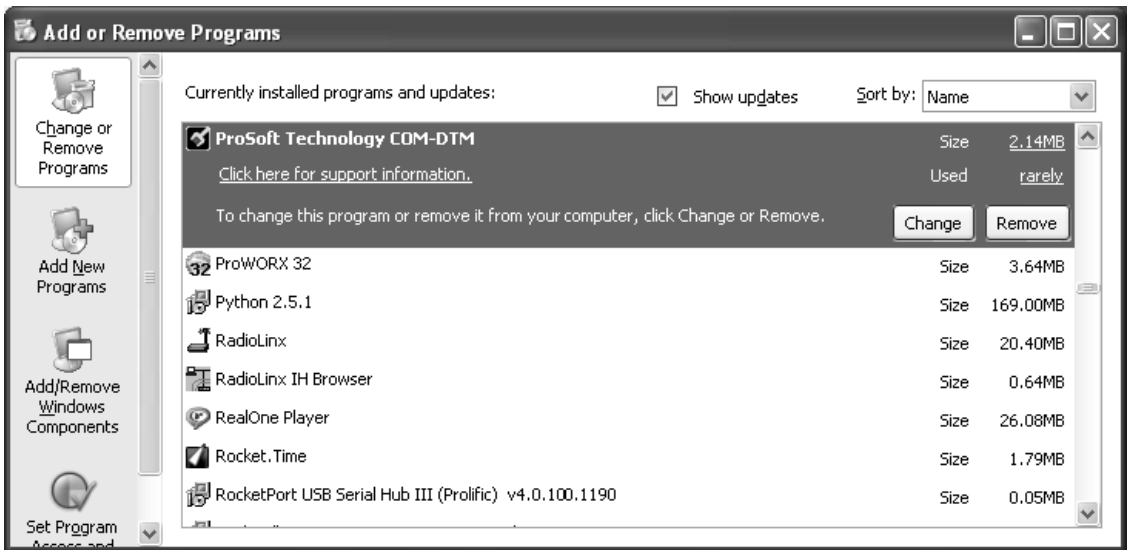 Add or Remove Programs
Change or
Remove
Programs
Add New
Programs
Add/Remove
Windows
Components
Set Program
Access and
Currently installed programs and updates:
Show updates
Sort by: Name
ProSoft Technology COM-DTM Size 2.14MB
Click here for support information. Used rarely
To change this program or remove it from your computer, click Change or Remove. Change Remove
32 ProWORX 32 Size 3.64MB
Python 2.5.1 Size 169.00MB
RadioLinx Size 20.40MB
RadioLinx IH Browser Size 0.64MB
RealOne Player Size 26.08MB
Rocket.Time Size 1.79MB
RocketPort USB Serial Hub III (Prolific) v4.0.100.1190 Size 0.05MB